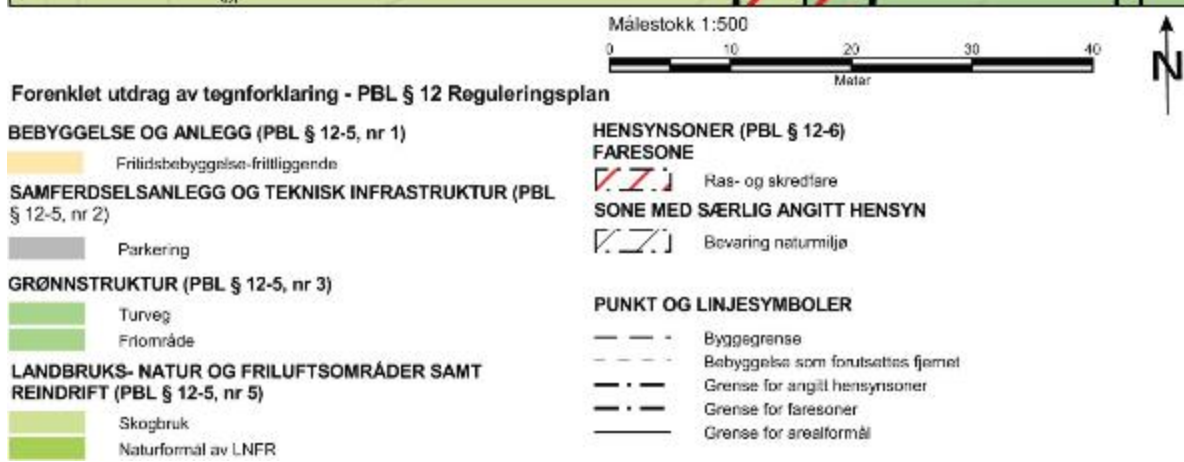 Målestokk 1:500
0 10 20 30 40
Meter
N
Forenklet utdrag av tegnforklaring - PBL § 12 Reguleringsplan
BEBYGGELSE OG ANLEGG (PBL § 12-5, nr 1)
Fritidsbebyggelse-frittliggende
SAMFERDSELSANLEGG OG TEKNISK INFRASTRUKTUR (PBL
§ 12-5, nr 2)
Parkering
GRØNNSTRUKTUR (PBL § 12-5, nr 3)
Turveg
Friområde
LANDBRUKS- NATUR OG FRILUFTSOMRÅDER SAMT
REINDRIFT (PBL § 12-5, nr 5)
Skogbruk
Naturformål av LNFR
HENSYNSONER (PBL § 12-6)
FARESONE
Ras- og skredfare
SONE MED SÆRLIG ANGITT HENSYN
Bevaring naturmiljø
PUNKT OG LINJESYMBOLER
Byggegrense
Bebyggelse som forutsettes fjernet
Grense for angitt hensynsoner
Grense for faresoner
Grense for arealformål